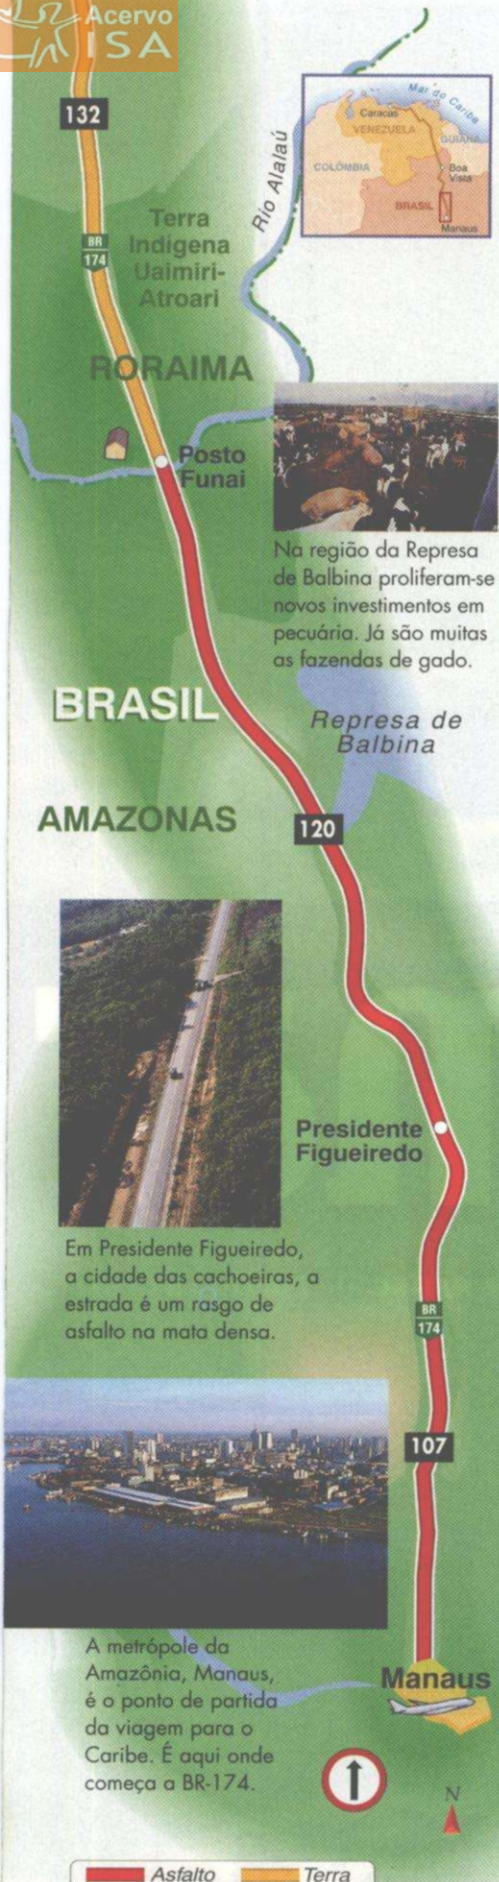 Acervo
ISA
132
Rio Alalaú
Mar do Caribe
Caracas
VENEZUELA
GUIANA
COLÔMBIA
Boa
Vista
BRASIL
Manaus
BR
174
Terra
Indígena
Uaimiri-
Atroari
RORAIMA
Posto
Funai
Na região da Represa
de Balbina proliferam-se
novos investimentos em
pecuária. Já são muitas
as fazendas de gado.
BRASIL
Represa de
Balbina
AMAZONAS
120
Presidente
Figueiredo
Em Presidente Figueiredo,
a cidade das cachoeiras, a
estrada é um rasgo de
asfalto na mata densa.
BR
174
107
A metrópole da
Amazônia, Manaus,
é o ponto de partida
da viagem para o
Caribe. É aqui onde
começa a BR-174.
Manaus
N
Asfalto
Terra